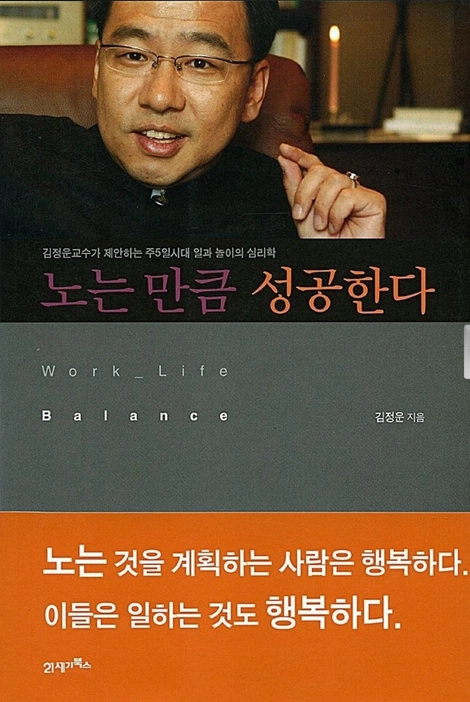 김정운교수가 제안하는 주5일시대 일과 놀이의 심리학
노는 만큼 성공한다
Work_Life
Balance
김정운 지음
노는 것을 계획하는 사람은 행복하다.
이들은 일하는 것도 행복하다.
21세기북스